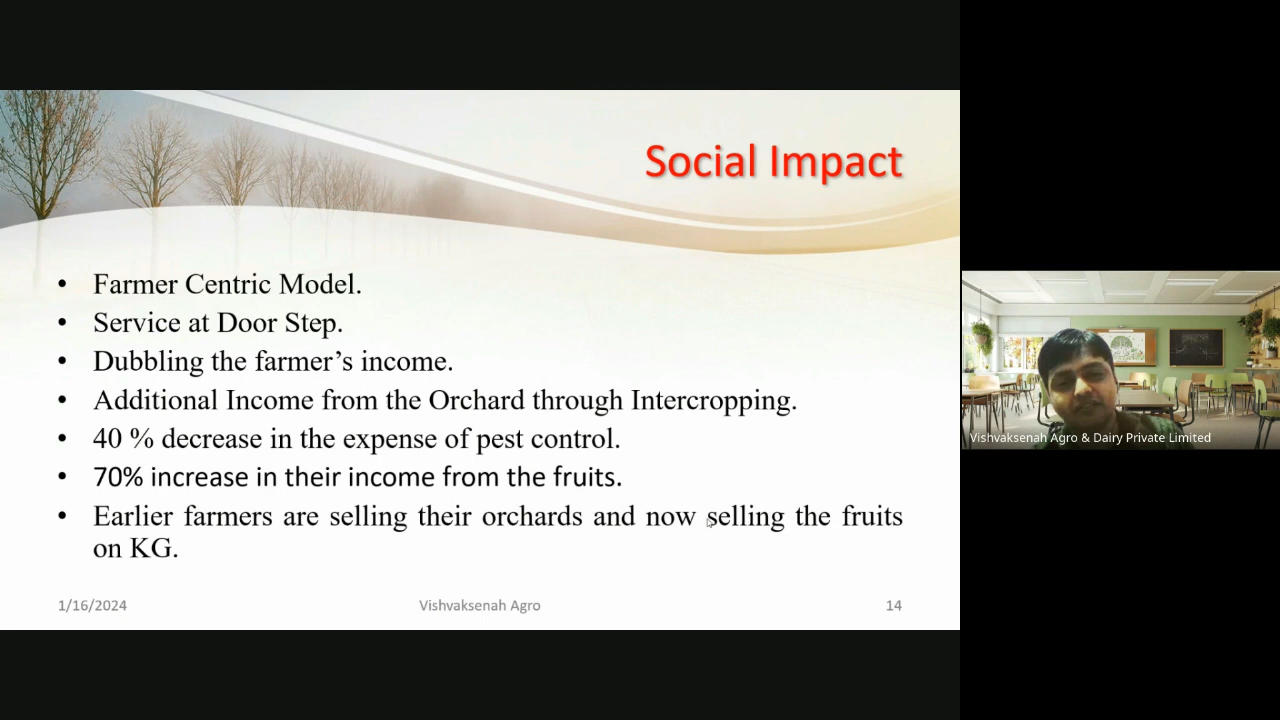 Social Impact
• Farmer Centric Model.
• Service at Door Step.
• Dubbling the farmer’s income.
• Additional Income from the Orchard through Intercropping.
• 40 % decrease in the expense of pest control.
• 70% increase in their income from the fruits.
• Earlier farmers are selling their orchards and now selling the fruits
on KG.
1/16/2024
Vishvaksenah Agro
14
Vishvaksenah Agro & Dairy Private Limited